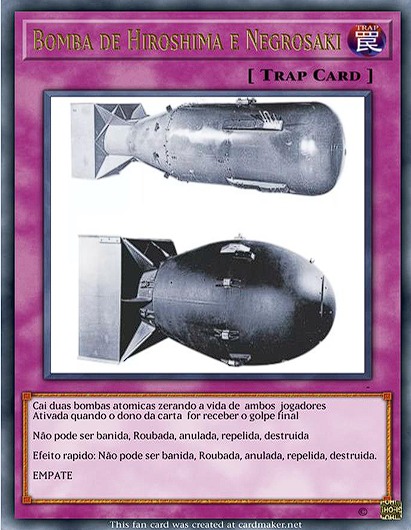 Bomba de Hiroshima e Negrosaki
TRAP
罠
[ Trap Card ]
Cai duas bombas atomicas zerando a vida de ambos jogadores
Ativada quando o dono da carta for receber o golpe final
Não pode ser banida, Roubada, anulada, repelida, destruida
Efeito rapido: Não pode ser banida, Roubada, anulada, repelida, destruida.
EMPATE
©
This fan card was created at cardmaker.net